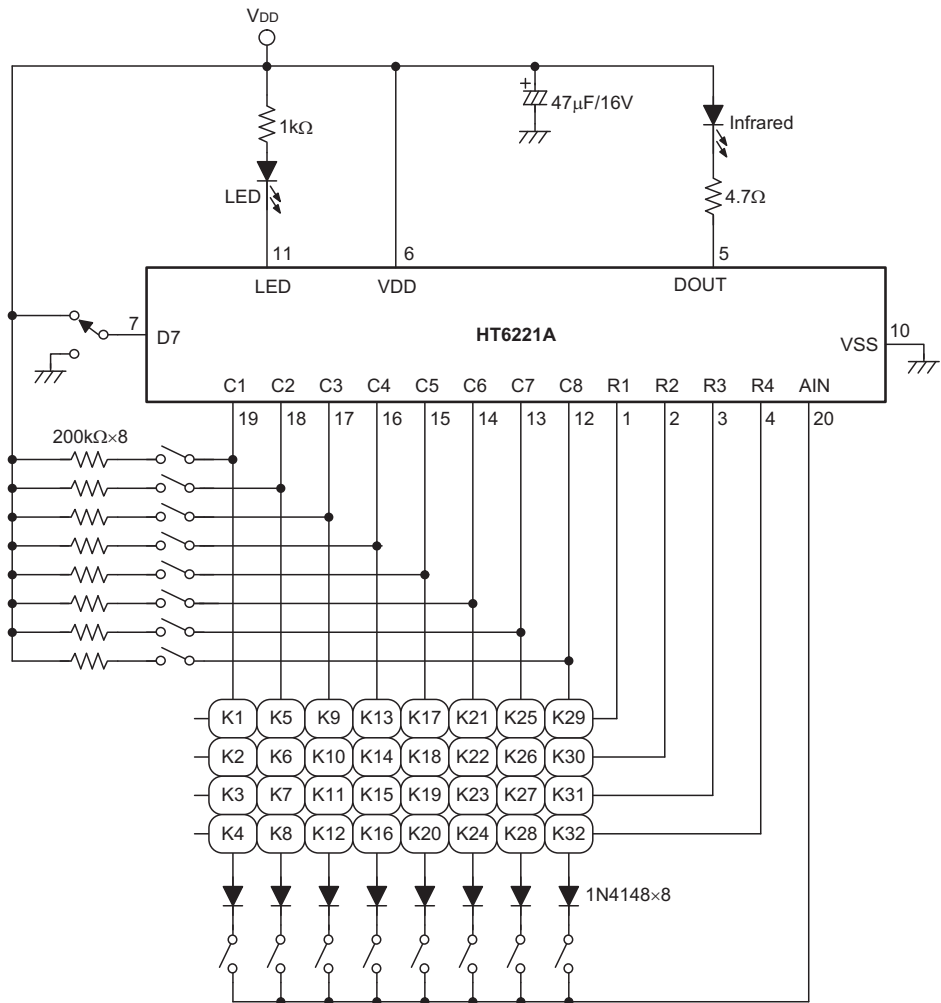 VDD
+
47μF/16V
1kΩ
Infrared
LED
4.7Ω
11 6 5
LED VDD DOUT
7 D7 HT6221A VSS 10
C1 C2 C3 C4 C5 C6 C7 C8 R1 R2 R3 R4 AIN
19 18 17 16 15 14 13 12 1 2 3 4 20
200kΩ×8
K1 K5 K9 K13 K17 K21 K25 K29
K2 K6 K10 K14 K18 K22 K26 K30
K3 K7 K11 K15 K19 K23 K27 K31
K4 K8 K12 K16 K20 K24 K28 K32
1N4148×8